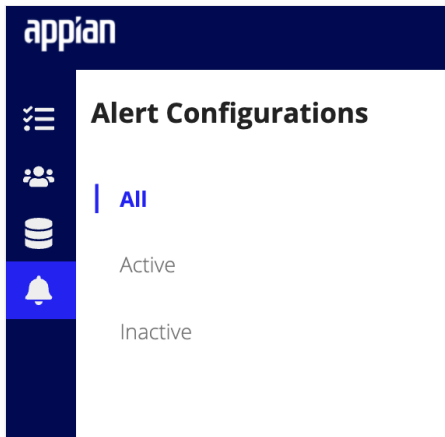 appian
Alert Configurations
All
Active
Inactive